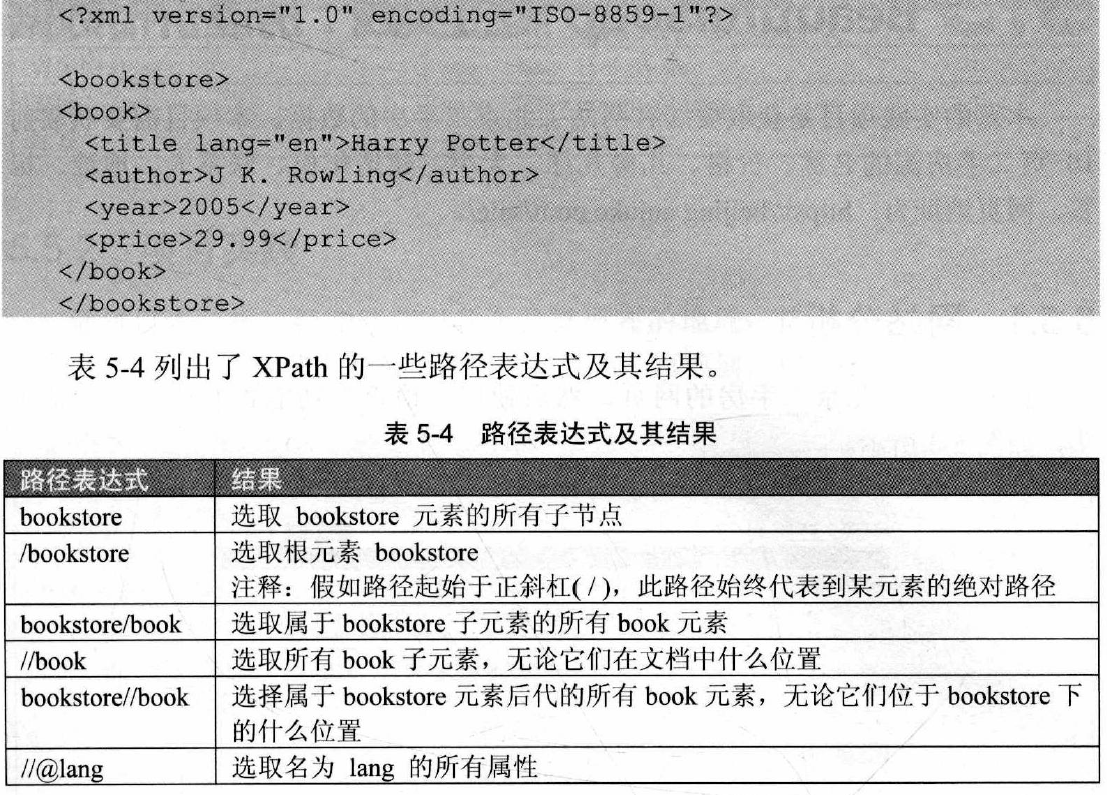 <?xml version="1.0" encoding="ISO-8859-1"?>
<bookstore>
<book>
<title lang="en">Harry Potter</title>
<author>J K. Rowling</author>
<year>2005</year>
<price>29.99</price>
</book>
</bookstore>
表 5-4 列出了 XPath 的一些路径表达式及其结果。
表 5-4 路径表达式及其结果
路径表达式 结果
bookstore 选取 bookstore 元素的所有子节点
/bookstore 选取根元素 bookstore
注释：假如路径起始于正斜杠( / )，此路径始终代表到某元素的绝对路径
bookstore/book 选取属于 bookstore 子元素的所有 book 元素
//book 选取所有 book 子元素，无论它们在文档中什么位置
bookstore//book 选择属于 bookstore 元素后代的所有 book 元素，无论它们位于 bookstore 下
的什么位置
//@lang 选取名为 lang 的所有属性